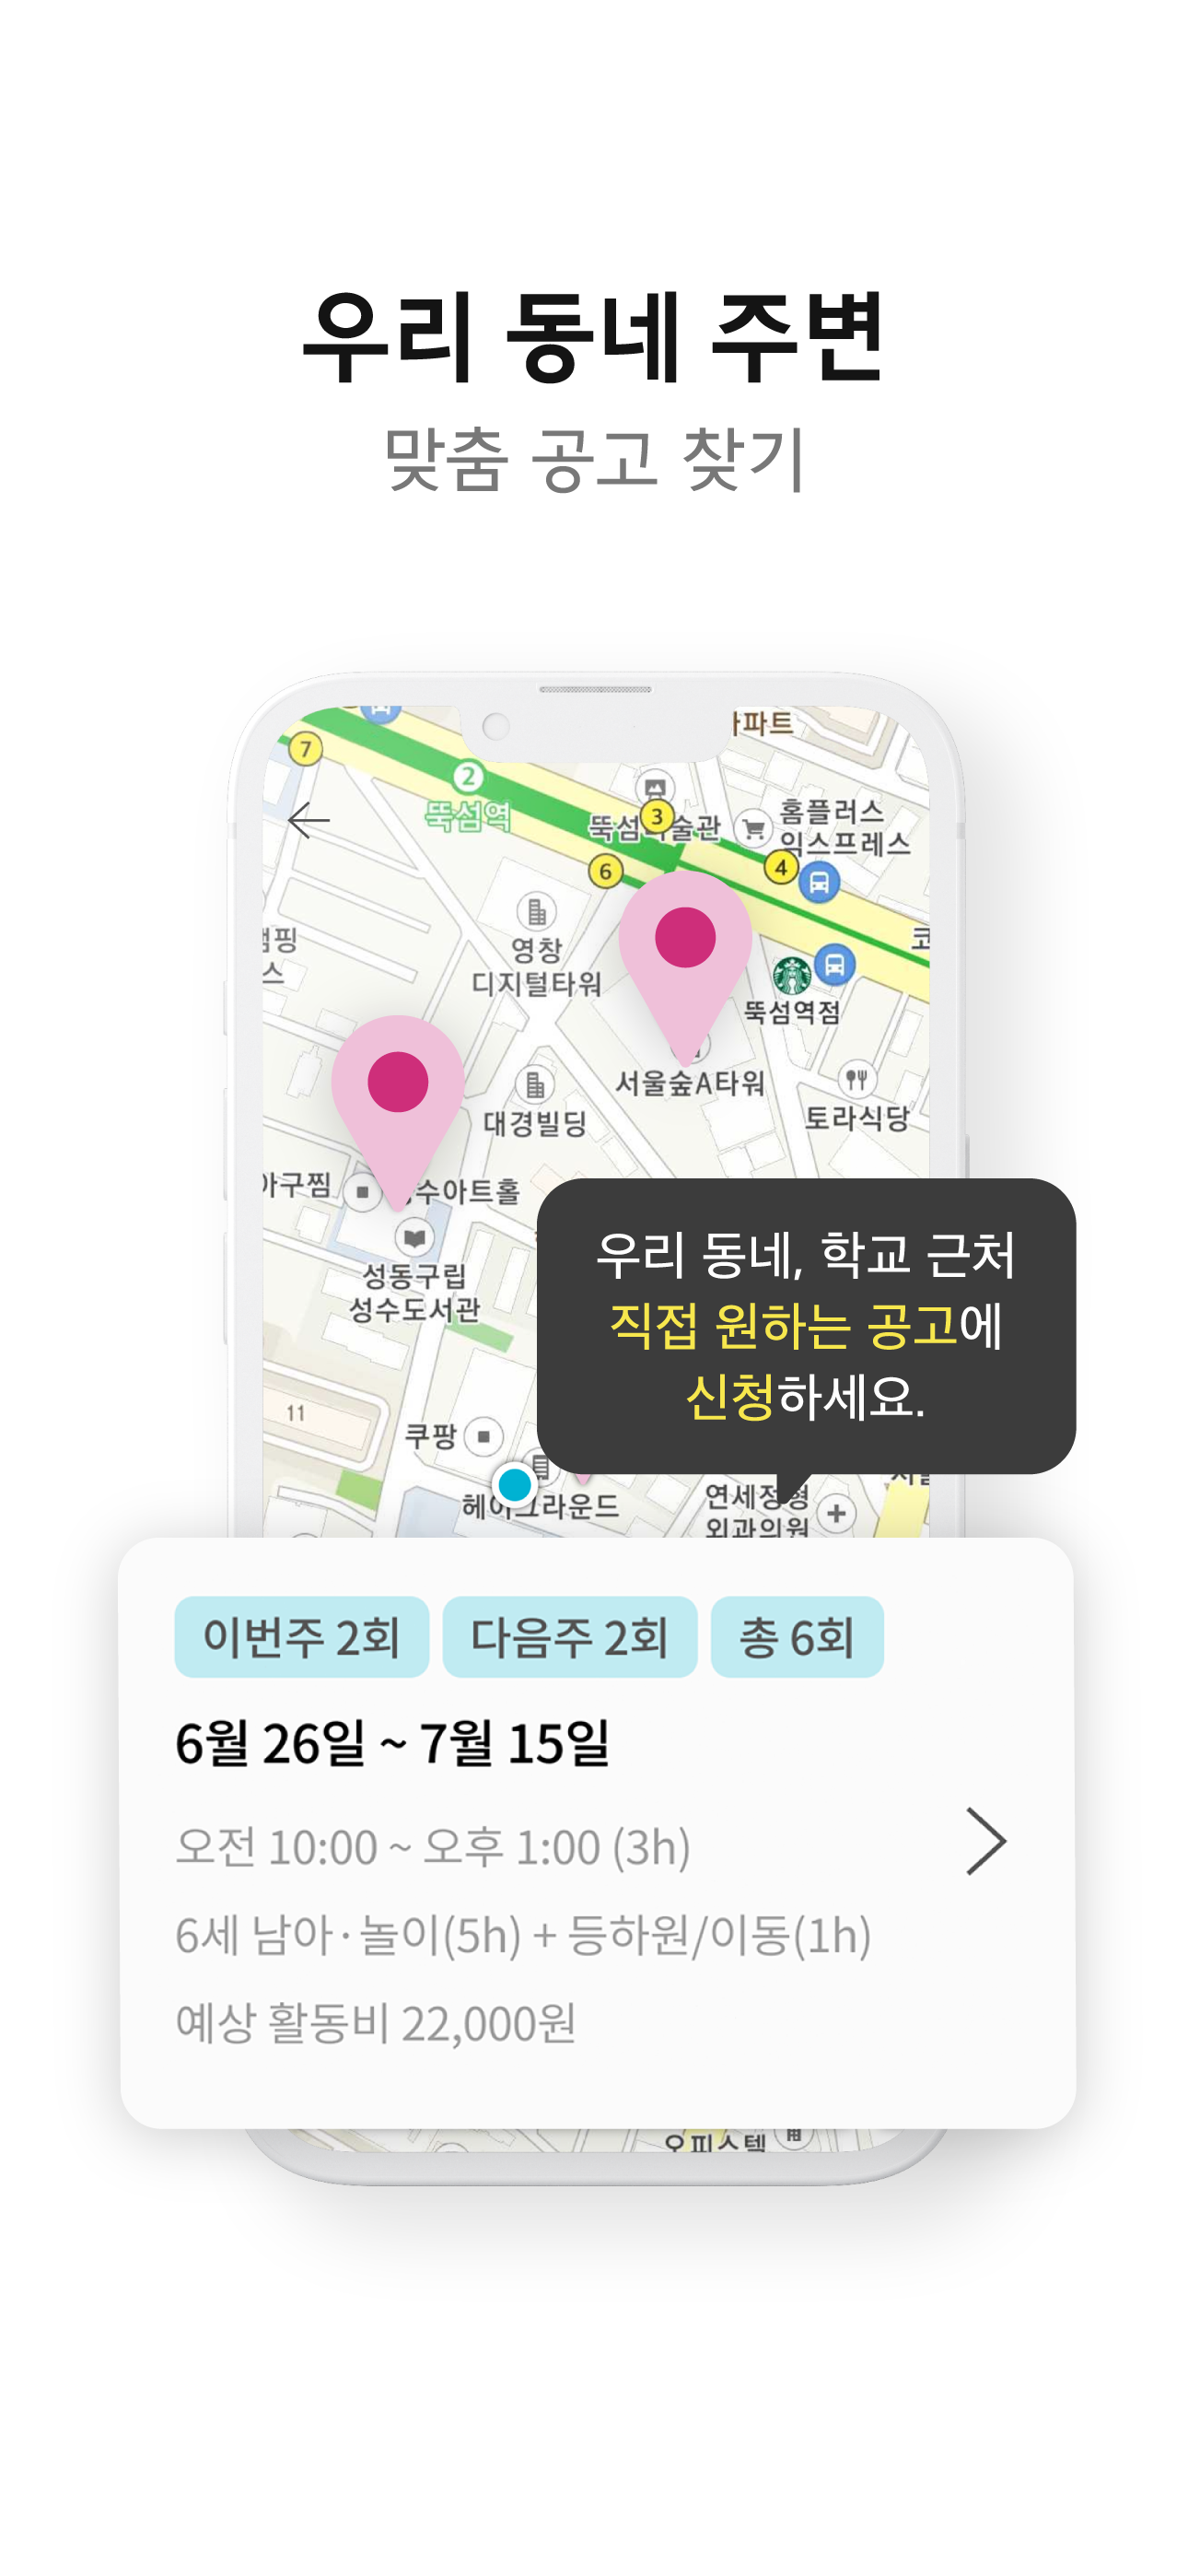 우리 동네 주변
맞춤 공고 찾기
아파트
7
2
뚝섬역
3
뚝섬미술관
홈플러스
익스프레스
6
4
영창
디지털타워
뚝섬역점
서울숲A타워
대경빌딩
토라식당
아구찜
성수아트홀
성동구립
성수도서관
우리 동네, 학교 근처
직접 원하는 공고에
신청하세요.
11
쿠팡
헤이그라운드
연세정형
외과의원
이번주 2회
다음주 2회
총 6회
6월 26일 ~ 7월 15일
오전 10:00 ~ 오후 1:00 (3h)
6세 남아·놀이(5h) + 등하원/이동(1h)
예상 활동비 22,000원
오피스텔